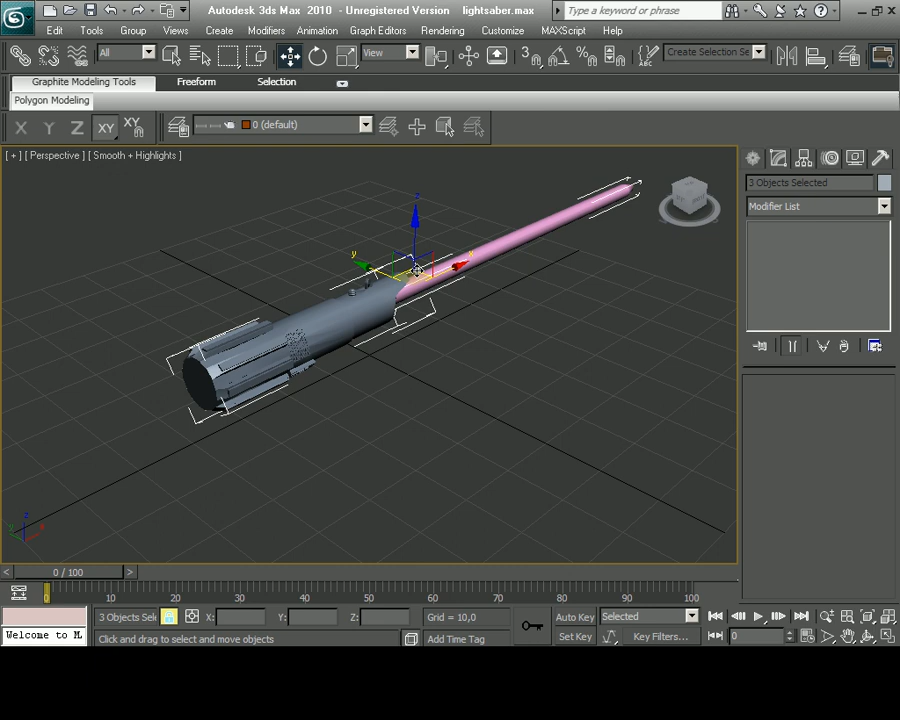 Autodesk 3ds Max 2010 - Unregistered Version lightsaber.max
Type a keyword or phrase
Edit Tools Group Views Create Modifiers Animation Graph Editors Rendering Customize MAXScript Help
All View 3 Create Selection Se
Graphite Modeling Tools Freeform Selection
Polygon Modeling
X Y Z XY XY 0 (default)
[ + ] [ Perspective ] [ Smooth + Highlights ]
3 Objects Selected
Modifier List
z
y
x
z
0 / 100
0 10 20 30 40 50 60 70 80 90 100
3 Objects Sel X: Y: Z: Grid = 10,0 Auto Key Selected
Welcome to M
Click and drag to select and move objects Add Time Tag Set Key Key Filters... 0